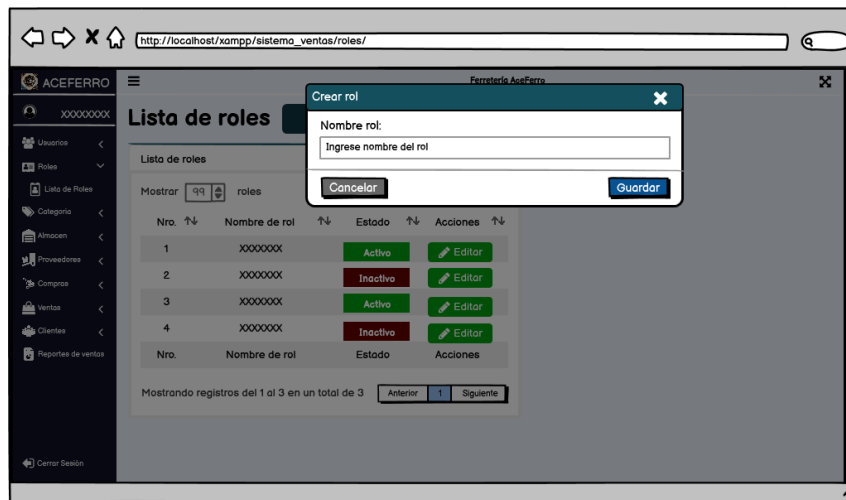 http://localhost/xampp/sistema_ventas/roles/
ACEFERRO
Ferretería AceFerro
XXXXXXXX
Usuarios
Roles
Lista de Roles
Categoria
Almacen
Proveedores
Compras
Ventas
Clientes
Reportes de ventas
Cerrar Sesión
Lista de roles
Crear rol
Nombre rol:
Ingrese nombre del rol
Cancelar Guardar
Lista de roles
Mostrar 99 roles
Nro. Nombre de rol Estado Acciones
1 XXXXXXX Activo Editar
2 XXXXXXX Inactivo Editar
3 XXXXXXX Activo Editar
4 XXXXXXX Inactivo Editar
Nro. Nombre de rol Estado Acciones
Mostrando registros del 1 al 3 en un total de 3 Anterior 1 Siguiente